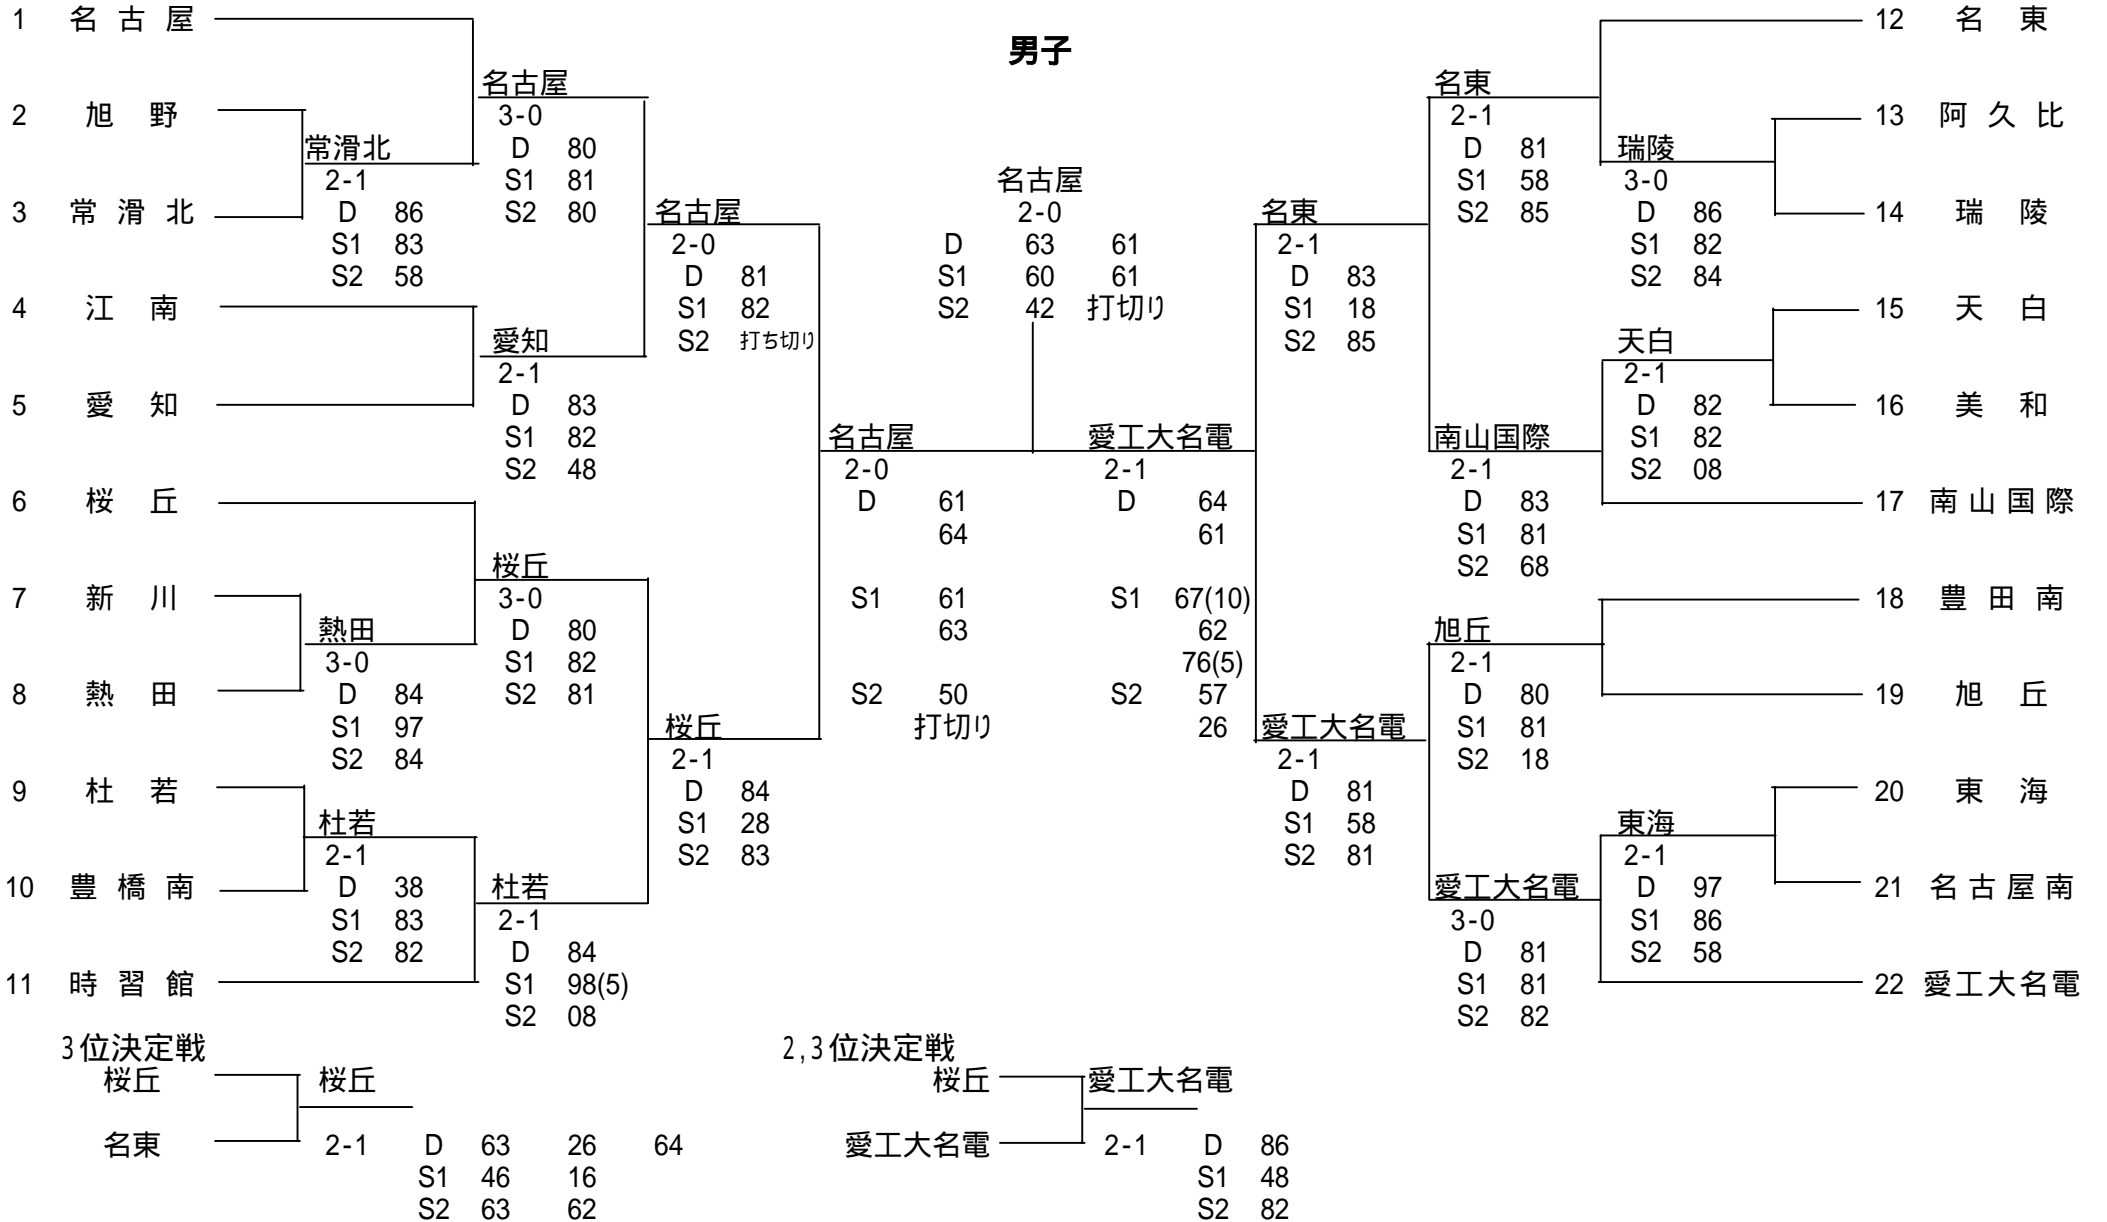 男子
1 名古屋
2 旭野
3 常滑北
4 江南
5 愛知
6 桜丘
7 新川
8 熱田
9 杜若
10 豊橋南
11 時習館
常滑北
2-1
D 86
S1 83
S2 58
熱田
3-0
D 84
S1 97
S2 84
杜若
2-1
D 38
S1 83
S2 82
名古屋
3-0
D 80
S1 81
S2 80
愛知
2-1
D 83
S1 82
S2 48
桜丘
3-0
D 80
S1 82
S2 81
杜若
2-1
D 84
S1 98(5)
S2 08
名古屋
2-0
D 81
S1 82
S2 打ち切り
桜丘
2-1
D 84
S1 28
S2 83
名古屋
2-0
D 61
64
S1 61
63
S2 50
打切り
名古屋
2-0
D 63 61
S1 60 61
S2 42 打切り
愛工大名電
2-1
D 64
61
S1 67(10)
62
76(5)
S2 57
26
名東
2-1
D 83
S1 18
S2 85
愛工大名電
2-1
D 81
S1 58
S2 81
名東
2-1
D 81
S1 58
S2 85
南山国際
2-1
D 83
S1 81
S2 68
旭丘
2-1
D 80
S1 81
S2 18
愛工大名電
3-0
D 81
S1 81
S2 82
瑞陵
3-0
D 86
S1 82
S2 84
天白
2-1
D 82
S1 82
S2 08
東海
2-1
D 97
S1 86
S2 58
12 名東
13 阿久比
14 瑞陵
15 天白
16 美和
17 南山国際
18 豊田南
19 旭丘
20 東海
21 名古屋南
22 愛工大名電
3位決定戦
桜丘 桜丘
名東 2-1 D 63 26 64
S1 46 16
S2 63 62
2,3位決定戦
桜丘 愛工大名電
愛工大名電 2-1 D 86
S1 48
S2 82